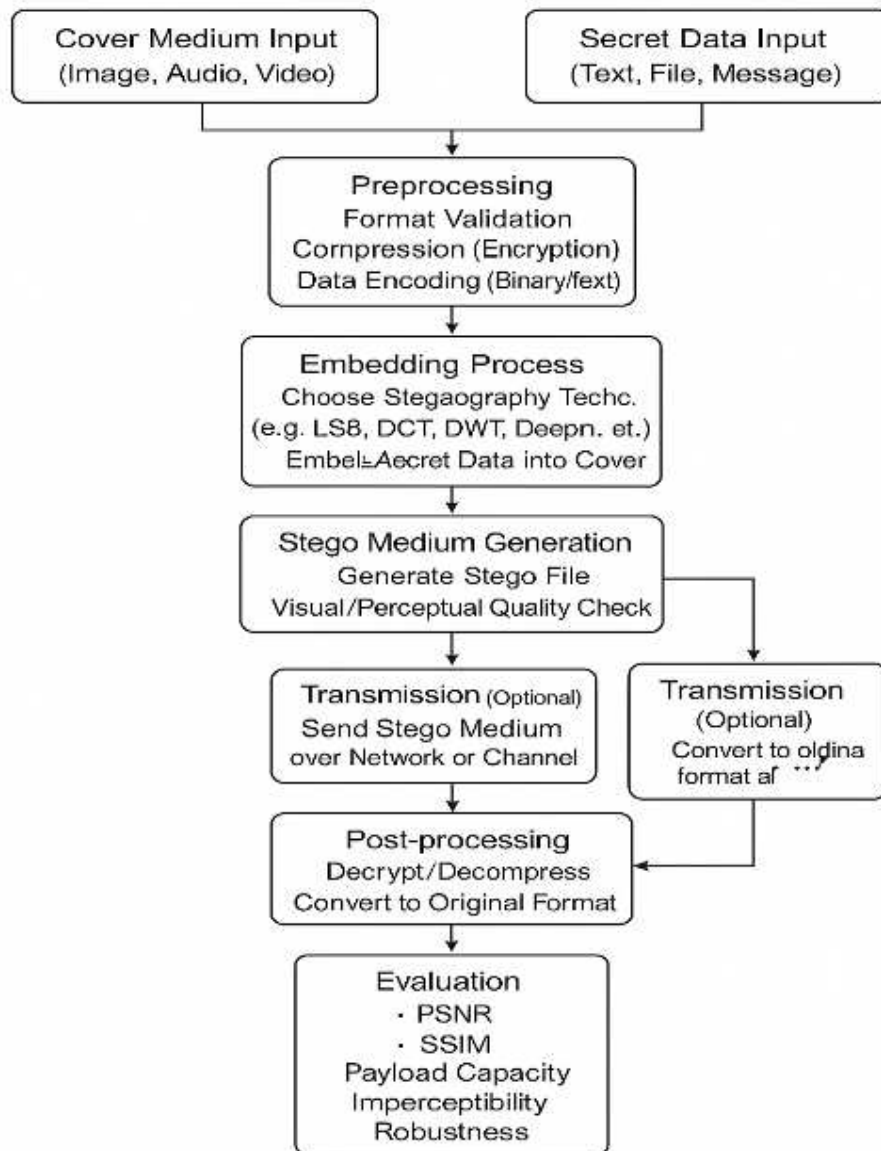 Cover Medium Input
(Image, Audio, Video)
Secret Data Input
(Text, File, Message)
Preprocessing
Format Validation
Cornpression (Encryption)
Data Encoding (Binary/fext)
Embedding Process
Choose Stegaography Techc.
(e.g. LS8, DCT, DWT, Deepn. et.)
Data into Cover
Stego Medium Generation
Generate Stego File
Visual/Perceptual Quality Check
Transmission (Optional)
Send Stego Medium
over Network or Channel
Transmission
(Optional)
Convert to oldina
format
Post-processing
Decrypt/Decompress
Convert to Original Format
Evaluation
· PSNR
· SSIM
Payload Capacity
Imperceptibility
Robustness